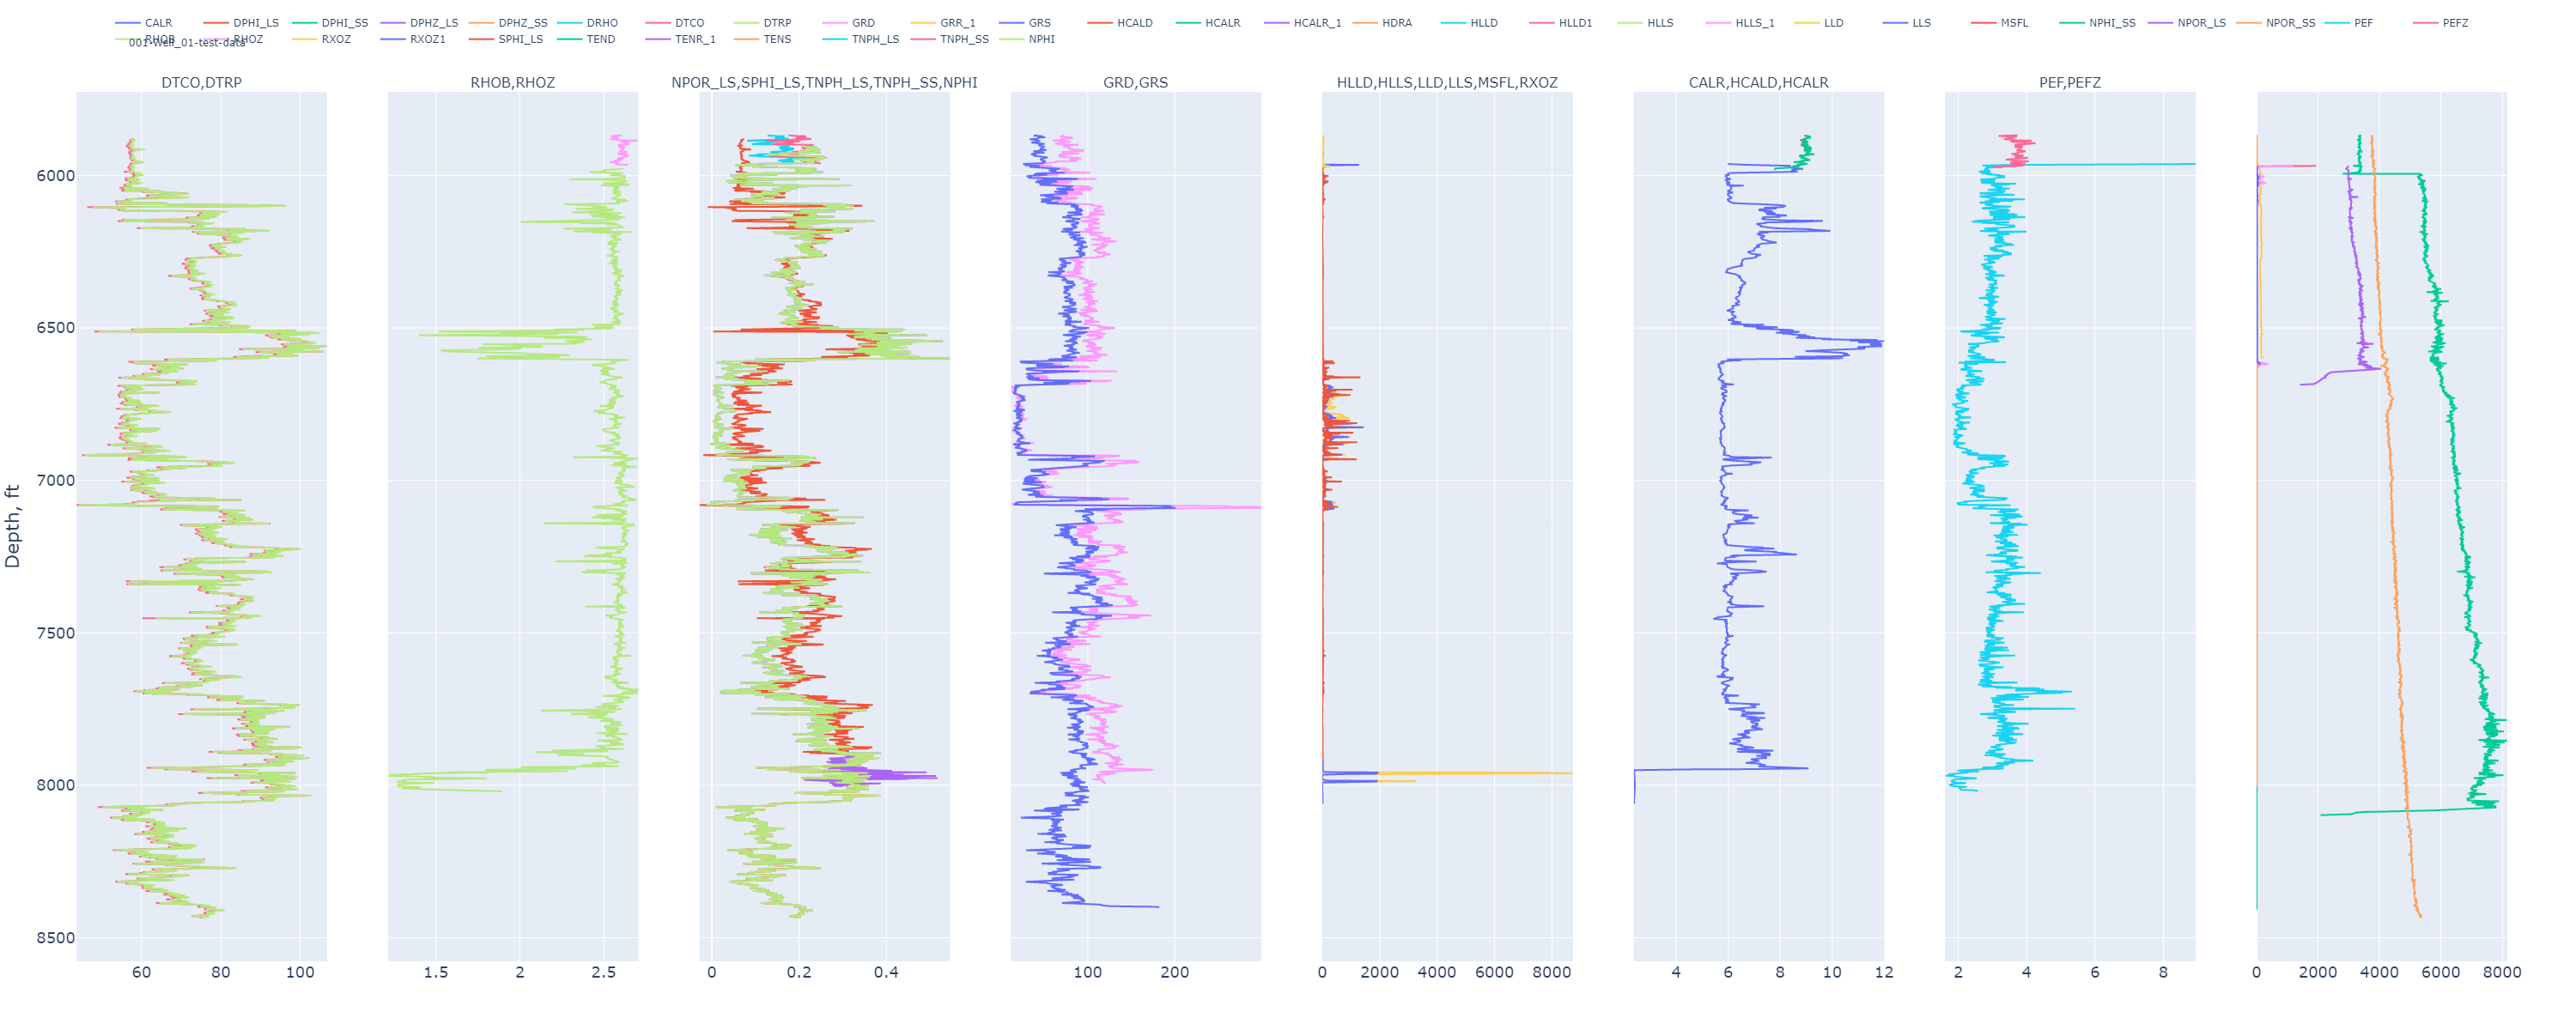 CALR DPHI_LS DPHI_SS DPHZ_LS DPHZ_SS DRHO DTCO DTRP GRD GRR_1 GRS HCALD HCALR HCALR_1 HDRA HLLD HLLD1 HLLS HLLS_1 LLD LLS MSFL NPHI_SS NPOR_LS NPOR_SS PEF PEFZ
RHOB RHOZ RXOZ RXOZ1 SPHI_LS TEND TENR_1 TENS TNPH_LS TNPH_SS NPHI
001-Well_01-test-data
DTCO,DTRP RHOB,RHOZ NPOR_LS,SPHI_LS,TNPH_LS,TNPH_SS,NPHI GRD,GRS HLLD,HLLS,LLD,LLS,MSFL,RXOZ CALR,HCALD,HCALR PEF,PEFZ
6000
6500
7000
Depth, ft
7500
8000
8500
60 80 100 1.5 2 2.5 0 0.2 0.4 100 200 0 2000 4000 6000 8000 4 6 8 10 12 2 4 6 8 0 2000 4000 6000 8000